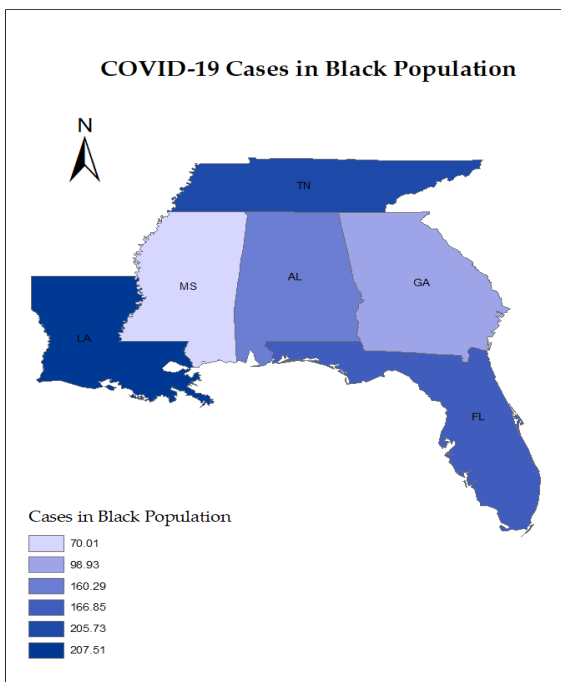 COVID-19 Cases in Black Population
N
TN
MS
AL
GA
LA
FL
Cases in Black Population
70.01
98.93
160.29
166.85
205.73
207.51